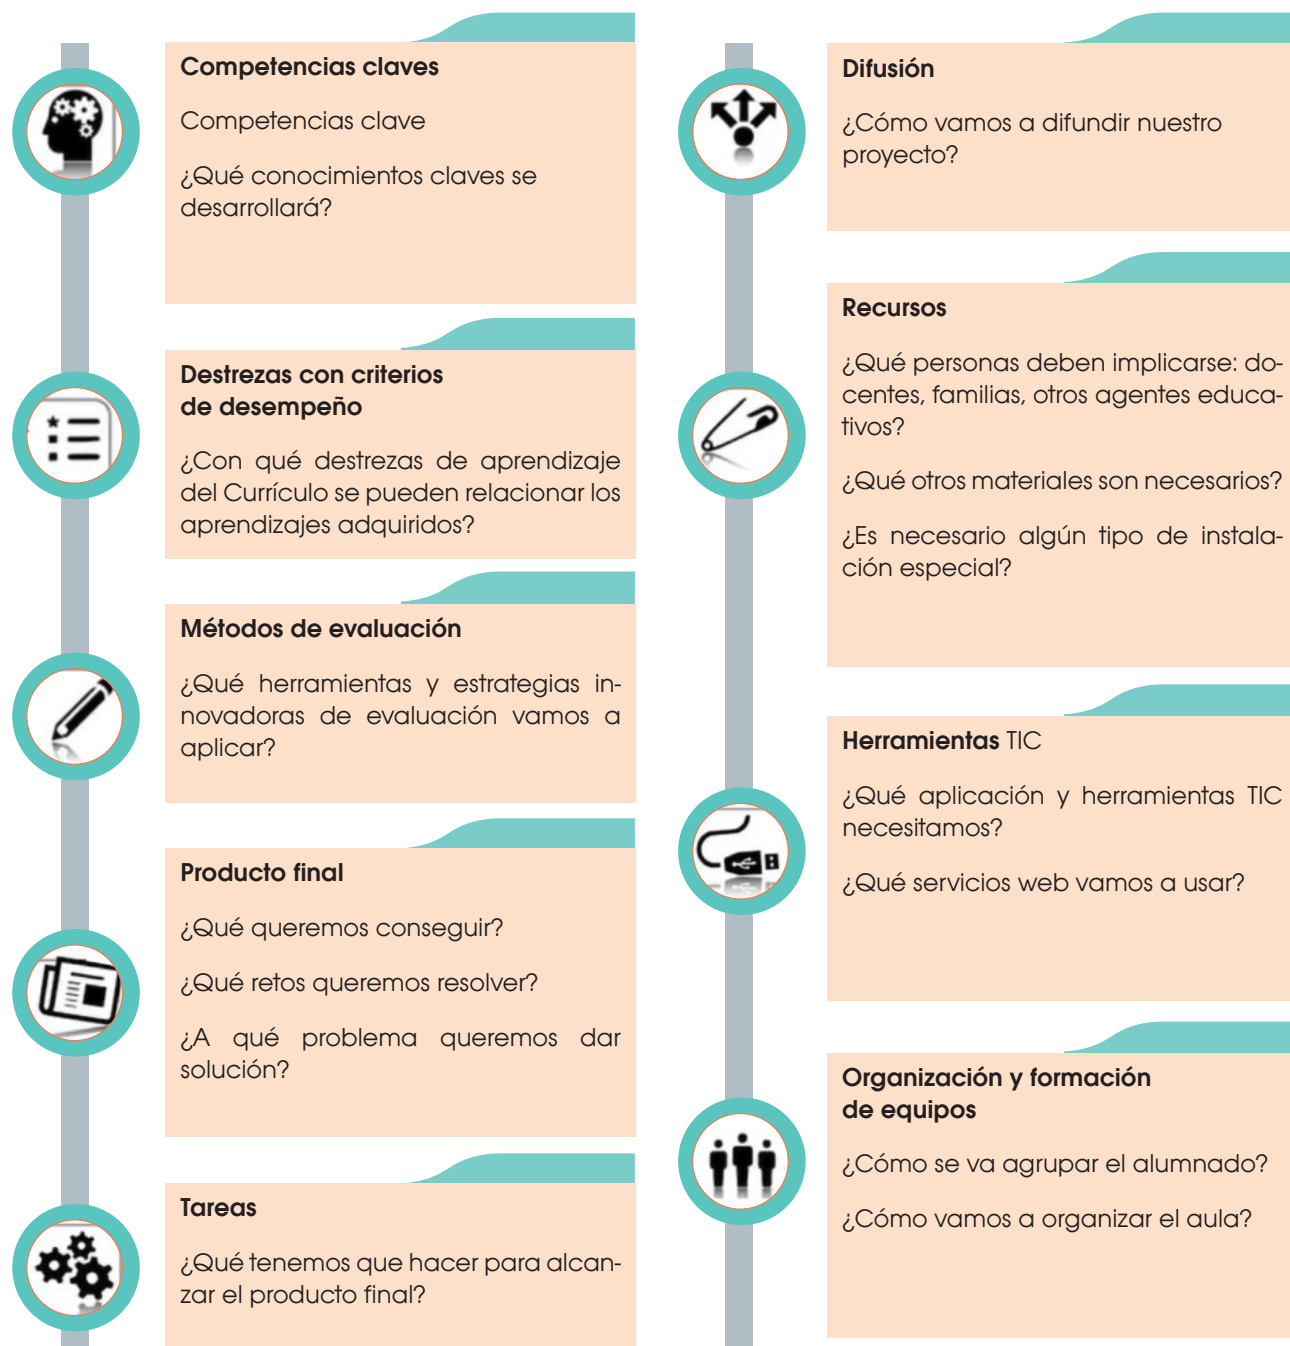 Competencias claves
Competencias clave
¿Qué conocimientos claves se
desarrollará?
Destrezas con criterios
de desempeño
¿Con qué destrezas de aprendizaje
del Currículo se pueden relacionar los
aprendizajes adquiridos?
Métodos de evaluación
¿Qué herramientas y estrategias in-
novadoras de evaluación vamos a
aplicar?
Producto final
¿Qué queremos conseguir?
¿Qué retos queremos resolver?
¿A qué problema queremos dar
solución?
Tareas
¿Qué tenemos que hacer para alcan-
zar el producto final?
Difusión
¿Cómo vamos a difundir nuestro
proyecto?
Recursos
¿Qué personas deben implicarse: do-
centes, familias, otros agentes educa-
tivos?
¿Qué otros materiales son necesarios?
¿Es necesario algún tipo de instala-
ción especial?
Herramientas TIC
¿Qué aplicación y herramientas TIC
necesitamos?
¿Qué servicios web vamos a usar?
Organización y formación
de equipos
¿Cómo se va agrupar el alumnado?
¿Cómo vamos a organizar el aula?